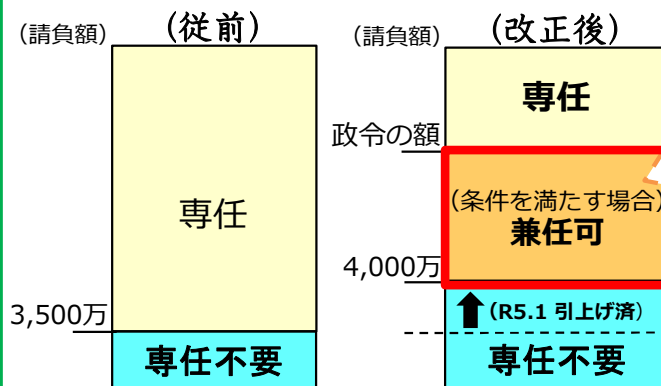 (請負額)
(従前)
専任
3,500万
専任不要
(請負額)
(改正後)
専任
政令の額
(条件を満たす場合)
兼任可
4,000万
(R5.1 引上げ済)
専任不要